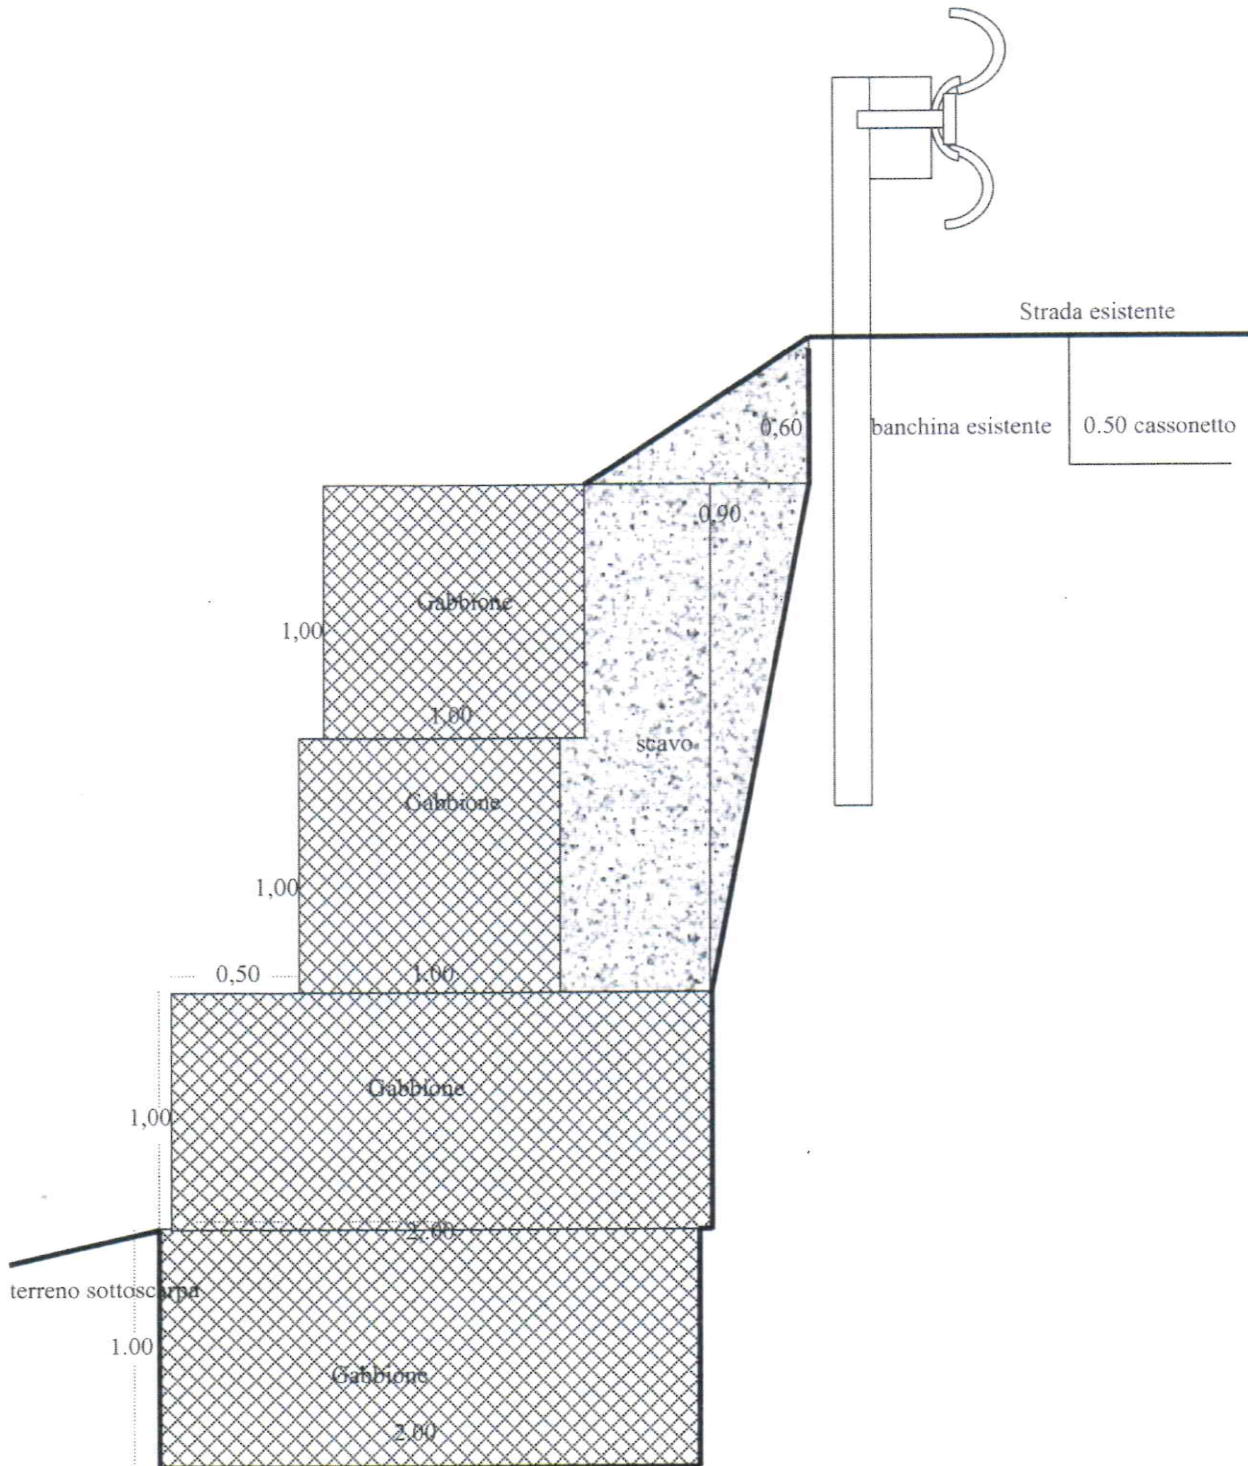 Strada esistente
0,60
banchina esistente
0.50 cassonetto
0,90
Gabbione
1,00
1,00
scavo
Gabbione
1,00
0,50
1,00
Gabbione
1,00
2,00
terreno sottoscarpa
1.00
Gabbione
2.00